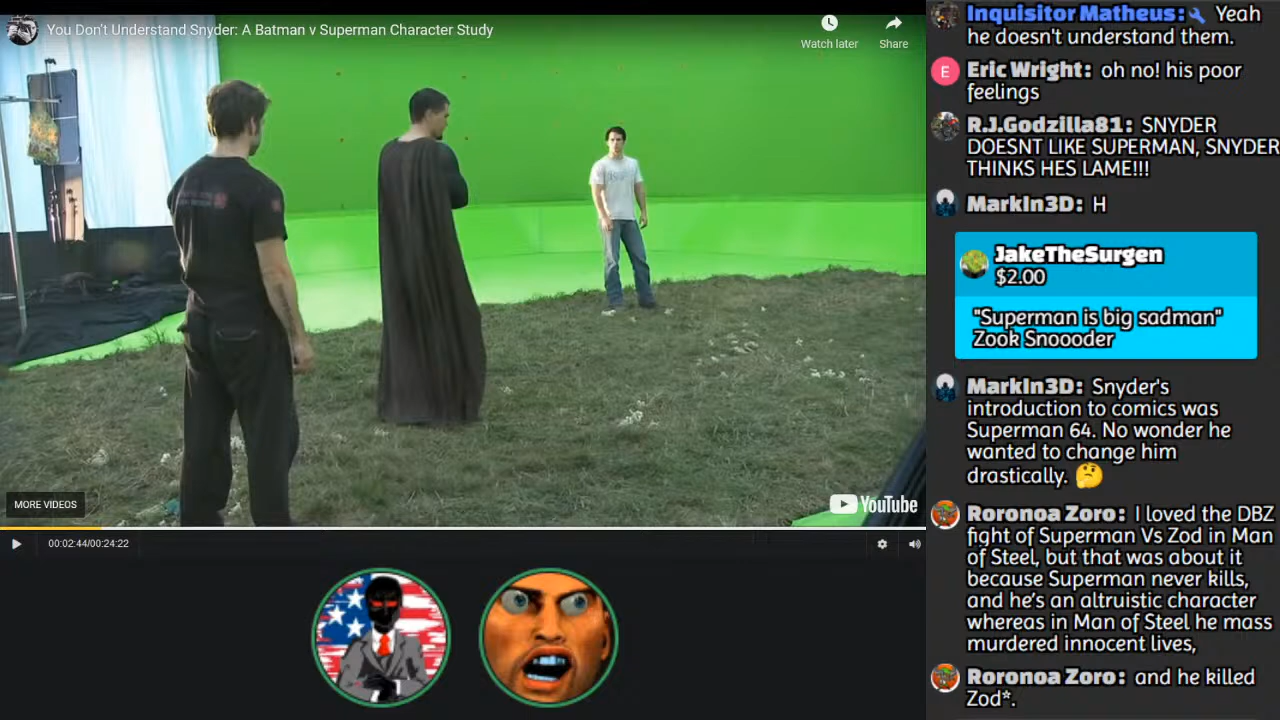 You Don't Understand Snyder: A Batman v Superman Character Study
Watch later
Share
MORE VIDEOS
YouTube
00:02:44/00:24:22
Inquisitor Matheus: Yeah
he doesn't understand them.
E
Eric Wright: oh no! his poor
feelings
R.J.Godzilla81: SNYDER
DOESNT LIKE SUPERMAN, SNYDER
THINKS HES LAME!!!
MarkIn3D: H
JakeTheSurgen
$2.00
"Superman is big sadman"
Zook Snoooder
MarkIn3D: Snyder's
introduction to comics was
Superman 64. No wonder he
wanted to change him
drastically. 🤔
Roronoa Zoro: I loved the DBZ
fight of Superman Vs Zod in Man
of Steel, but that was about it
because Superman never kills,
and he's an altruistic character
whereas in Man of Steel he mass
murdered innocent lives,
Roronoa Zoro: and he killed
Zod*.